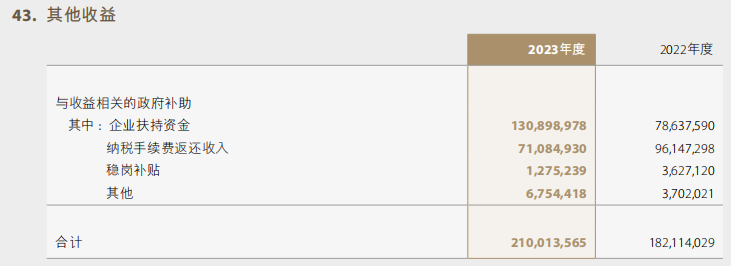 43. 其他收益
2023年度 2022年度
与收益相关的政府补助
其中：企业扶持资金 130,898,978 78,637,590
纳税手续费返还收入 71,084,930 96,147,298
稳岗补贴 1,275,239 3,627,120
其他 6,754,418 3,702,021
合计 210,013,565 182,114,029